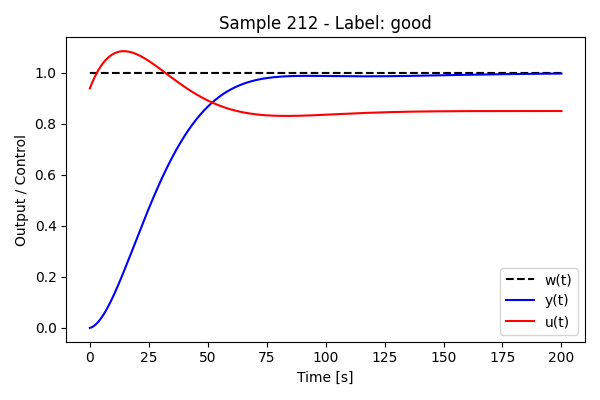 Sample 212 - Label: good
Output / Control
1.0
0.8
0.6
0.4
0.2
0.0
w(t)
y(t)
u(t)
0 25 50 75 100 125 150 175 200
Time [s]